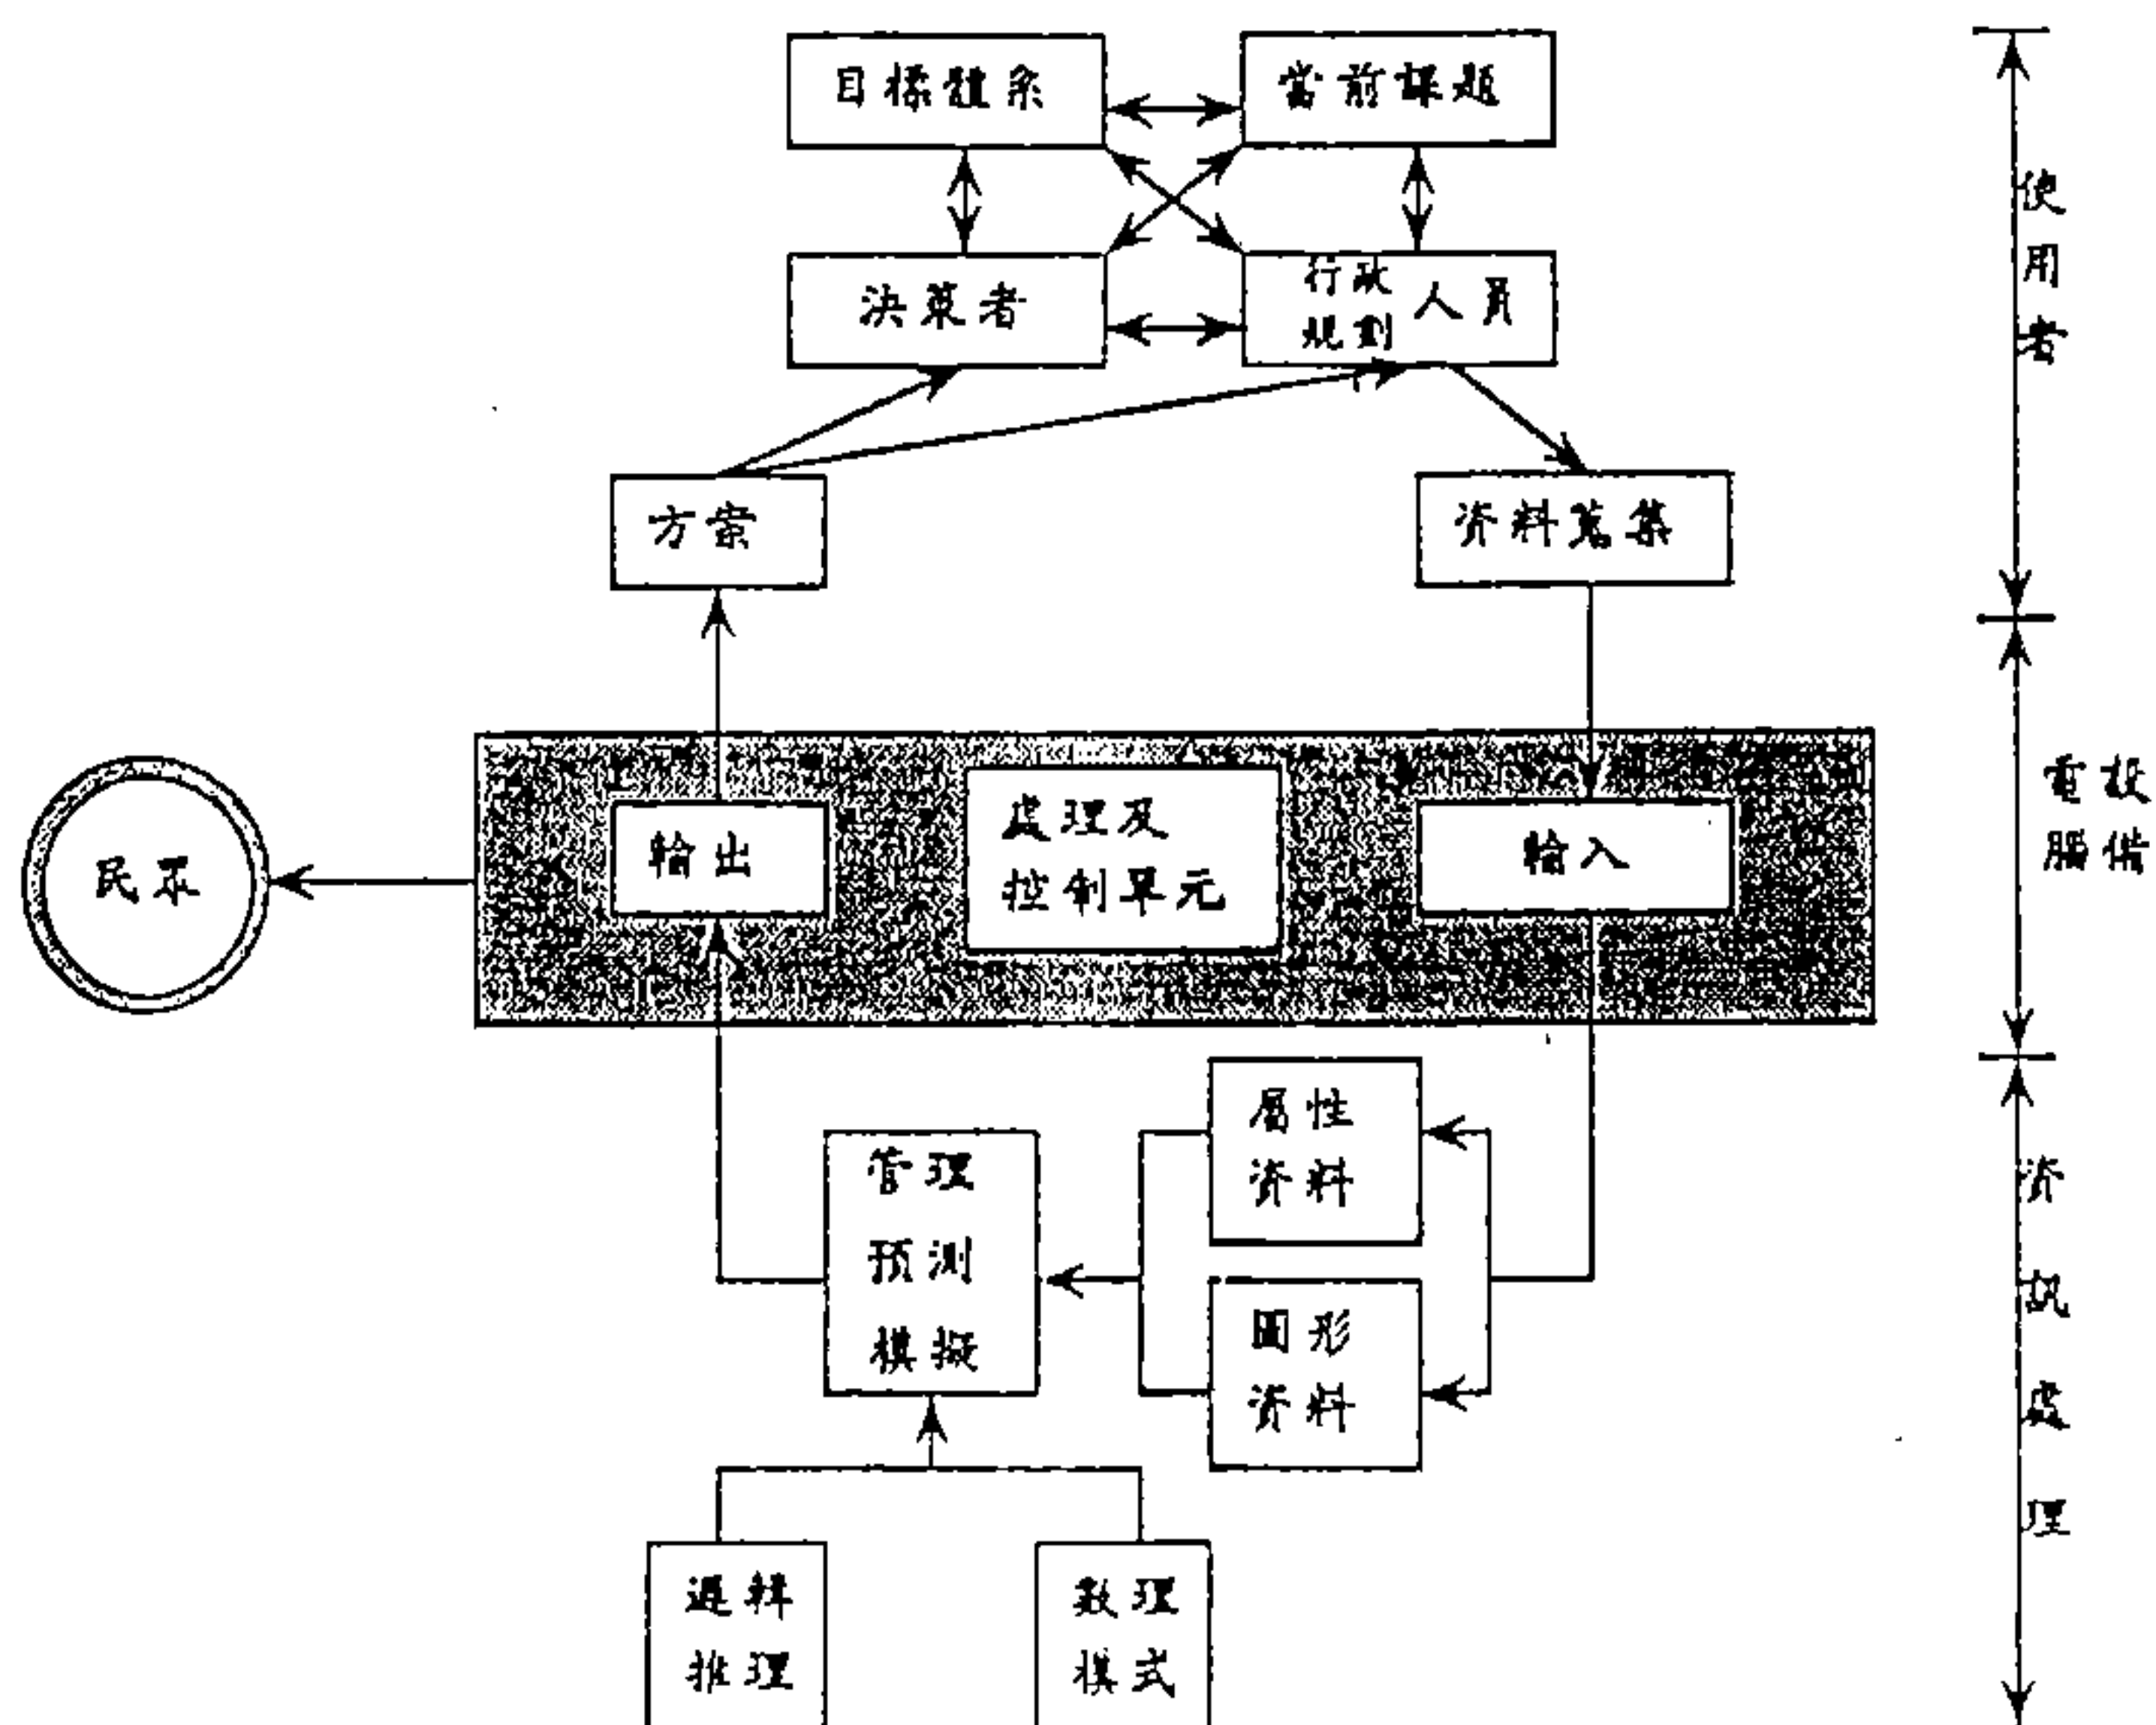 目標體系
當前課題
決策者
行政
規劃
人員
使用者
方案
資料蒐集
電腦
設備
民眾
輸出
處理及
控制單元
輸入
屬性
資料
管理
預測
模擬
圖形
資料
資訊處理
邏輯
推理
數理
模式